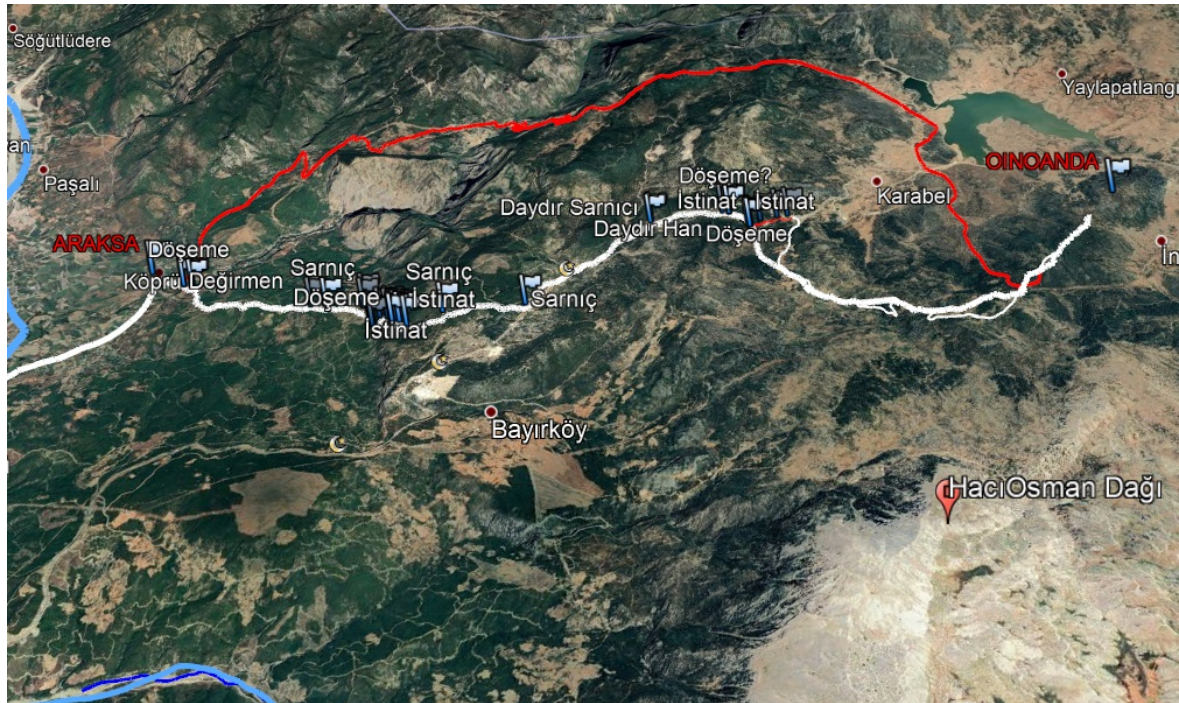 Söğütlüdere
Yaylapatlangı
an
Paşalı
OINOANDA
Döşeme?
İstinat
İstinat
Karabel
Daydır Sarnıcı
Daydır Han
Döşeme
ARAKSA
Döşeme
Köprü
Değirmen
İn
Sarnıç
Sarnıç
Döşeme
İstinat
Sarnıç
İstinat
Bayırköy
HacıOsman Dağı